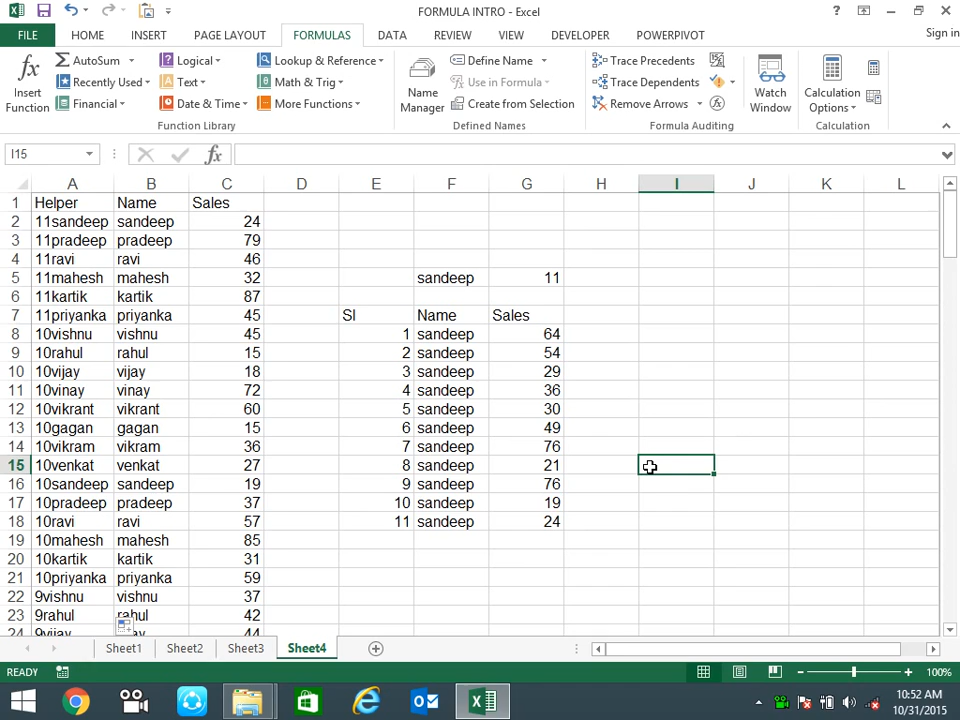 FORMULA INTRO - Excel
FILE HOME INSERT PAGE LAYOUT FORMULAS DATA REVIEW VIEW DEVELOPER POWERPIVOT Sign in
fx Insert Function
AutoSum
Recently Used
Financial
Logical
Text
Date & Time
Lookup & Reference
Math & Trig
More Functions
Function Library
Name Manager
Define Name
Use in Formula
Create from Selection
Defined Names
Trace Precedents
Trace Dependents
Remove Arrows
Formula Auditing
Watch Window
Calculation Options
Calculation
I15 fx
A B C D E F G H I J K L
1 Helper Name Sales
2 11sandeep sandeep 24
3 11pradeep pradeep 79
4 11ravi ravi 46
5 11mahesh mahesh 32 sandeep 11
6 11kartik kartik 87
7 11priyanka priyanka 45 Sl Name Sales
8 10vishnu vishnu 45 1 sandeep 64
9 10rahul rahul 15 2 sandeep 54
10 10vijay vijay 18 3 sandeep 29
11 10vinay vinay 72 4 sandeep 36
12 10vikrant vikrant 60 5 sandeep 30
13 10gagan gagan 15 6 sandeep 49
14 10vikram vikram 36 7 sandeep 76
15 10venkat venkat 27 8 sandeep 21
16 10sandeep sandeep 19 9 sandeep 76
17 10pradeep pradeep 37 10 sandeep 19
18 10ravi ravi 57 11 sandeep 24
19 10mahesh mahesh 85
20 10kartik kartik 31
21 10priyanka priyanka 59
22 9vishnu vishnu 37
23 9rahul rahul 42
24 9vijay 44
Sheet1 Sheet2 Sheet3 Sheet4
READY 100%
10:52 AM
10/31/2015